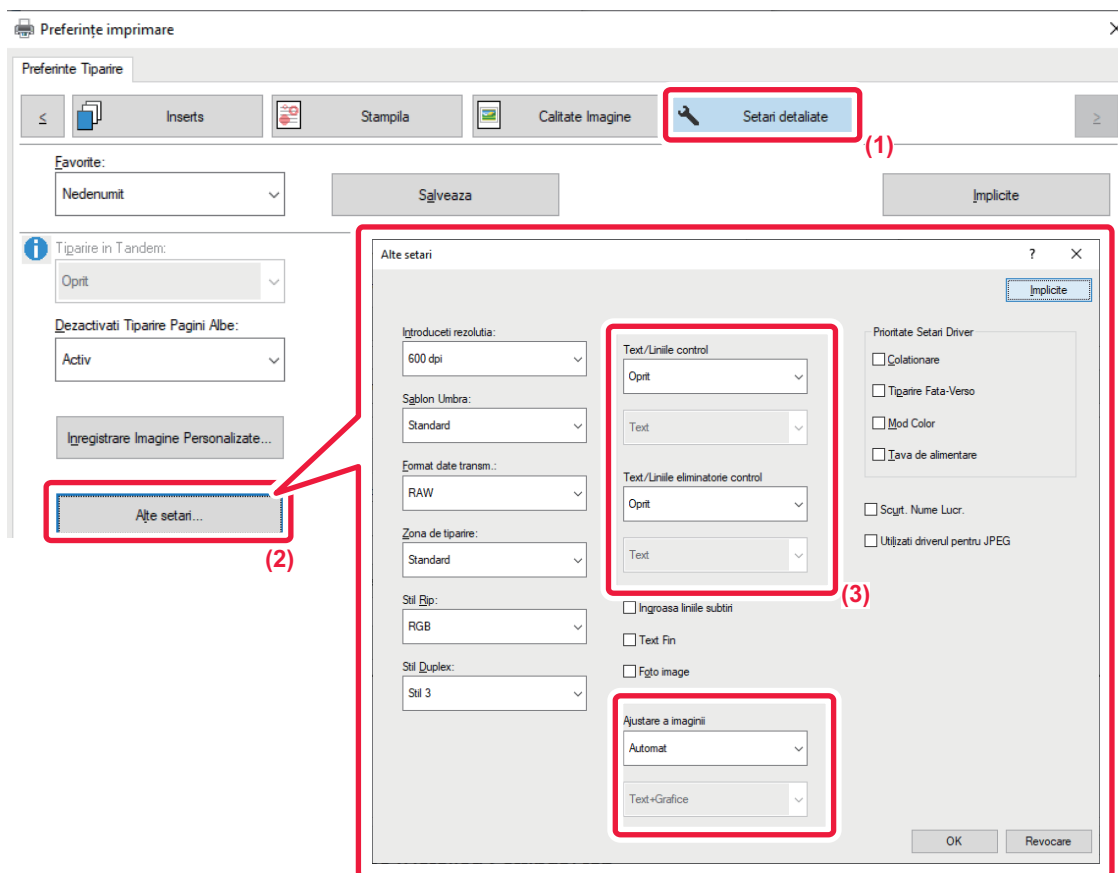 Preferințe imprimare
Preferinte Tiparire
<
Inserts
Stampila
Calitate Imagine
Setari detaliate
>
(1)
Favorite:
Nedenumit
Salveaza
Implicite
Tiparire in Tandem:
Oprit
Dezactivati Tiparire Pagini Albe:
Activ
Inregistrare Imagine Personalizate...
Alte setari...
(2)
Alte setari
?
Implicite
Introduceti rezolutia:
600 dpi
Sablon Umbra:
Standard
Format date transm.:
RAW
Zona de tiparire:
Standard
Stil Rip:
RGB
Stil Duplex:
Stil 3
Text/Liniile control
Oprit
Text
Text/Liniile eliminatorie control
Oprit
Text
(3)
Ingroasa liniile subtiri
Text Fin
Foto image
Ajustare a imaginii
Automat
Text+Grafice
Prioritate Setari Driver
Colationare
Tiparire Fata-Verso
Mod Color
Tava de alimentare
Scurt. Nume Lucr.
Utilizati driverul pentru JPEG
OK
Revocare